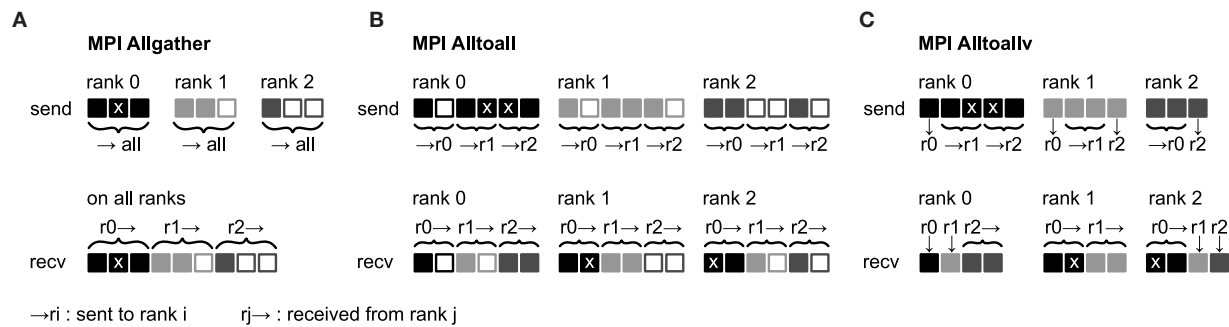 A
B
C
MPI Allgather
MPI Alltoall
MPI Alltoallv
rank 0 rank 1 rank 2
rank 0 rank 1 rank 2
rank 0 rank 1 rank 2
send x
send x x
send x x
→ all → all → all
→r0 →r1 →r2 →r0 →r1 →r2 →r0 →r1 →r2
r0 →r1 →r2 r0 →r1 r2 →r0 r2
on all ranks
rank 0 rank 1 rank 2
rank 0 rank 1 rank 2
r0→ r1→ r2→
r0→ r1→ r2→ r0→ r1→ r2→ r0→ r1→ r2→
r0 r1 r2→ r0→ r1→ r0→ r1 r2
recv x
recv x x
recv x x
→ri : sent to rank i rj→ : received from rank j